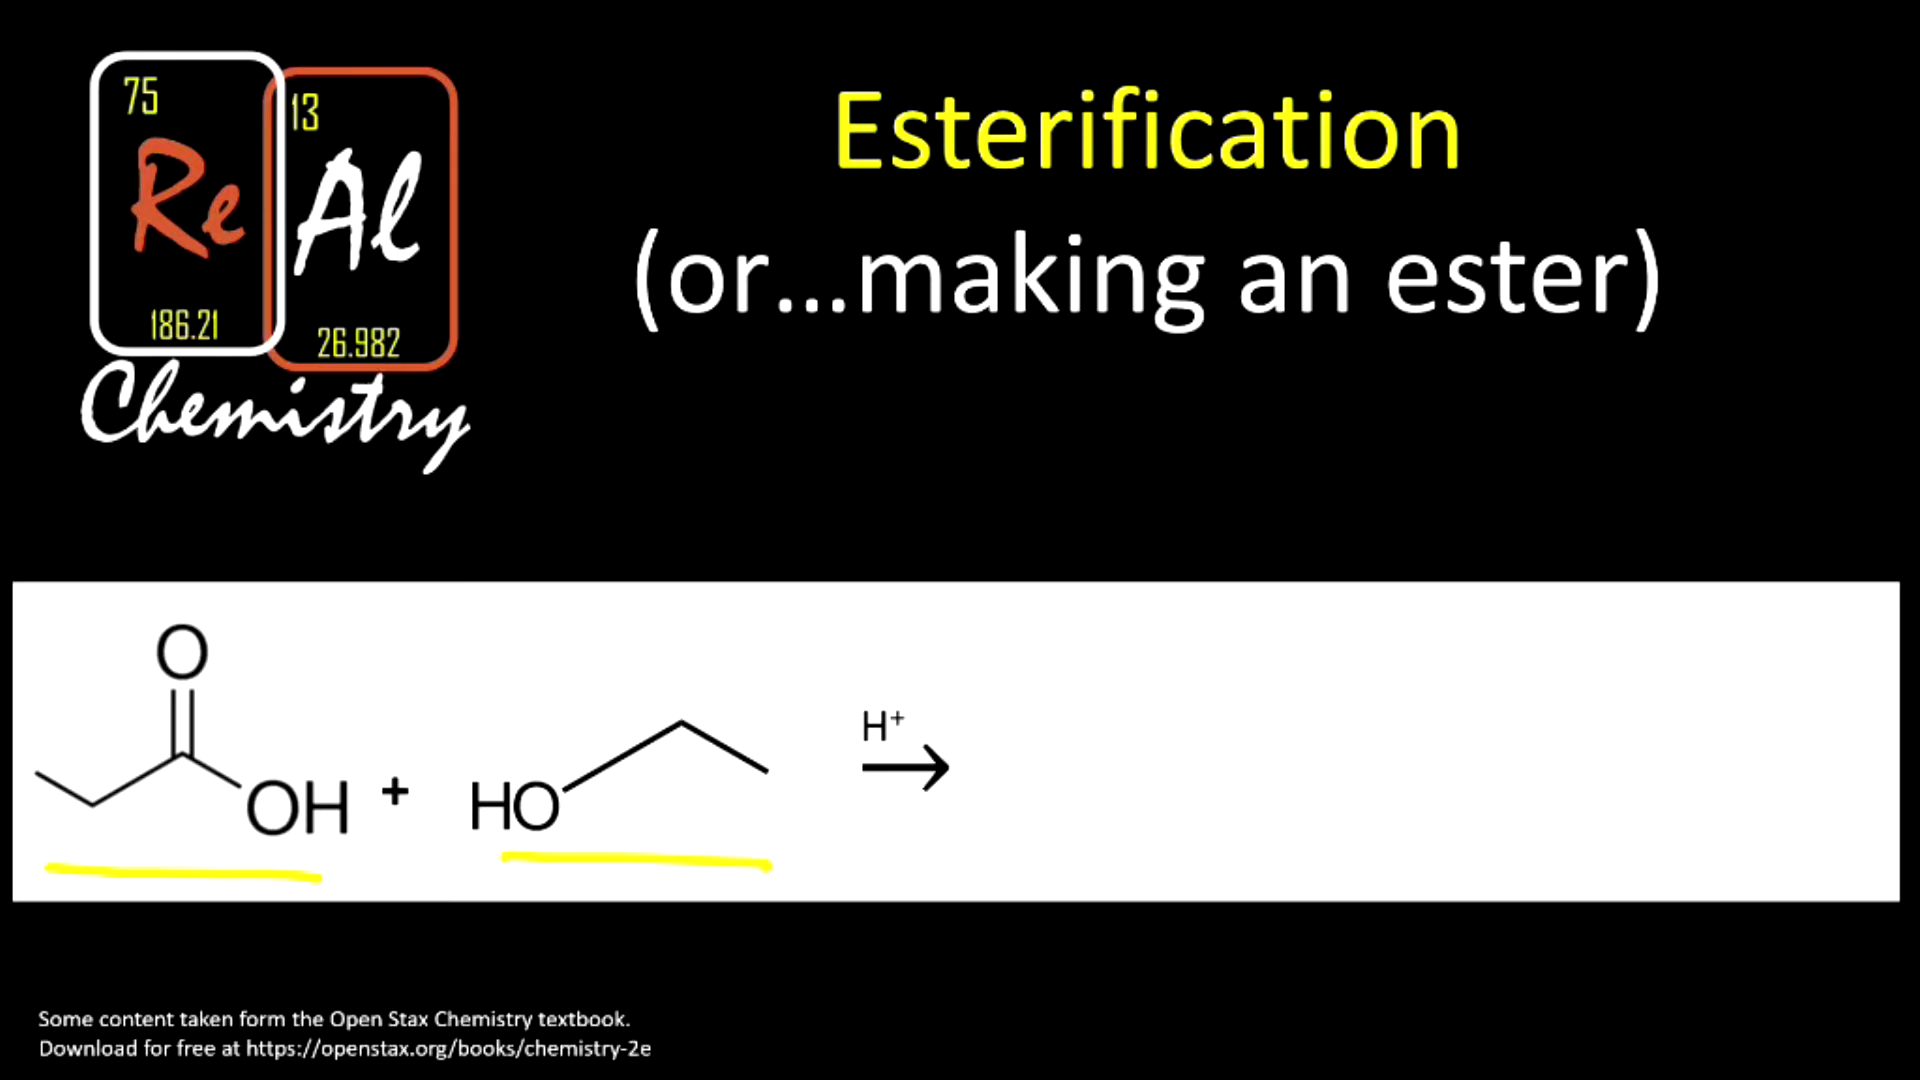 75
Re
186.21
13
Al
26.982
Chemistry
Esterification
(or...making an ester)
O
OH
+
HO
H⁺
→
Some content taken form the Open Stax Chemistry textbook.
Download for free at https://openstax.org/books/chemistry-2e